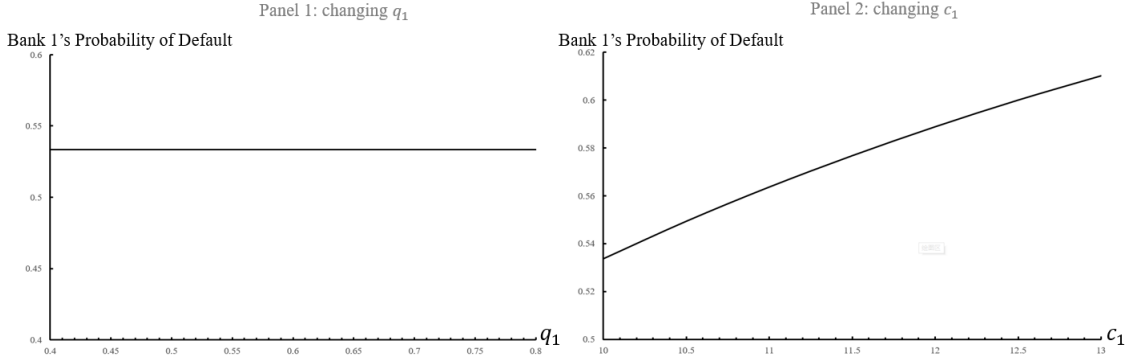 Panel 1: changing q₁
Bank 1's Probability of Default
0.6
0.55
0.5
0.45
0.4
0.4 0.45 0.5 0.55 0.6 0.65 0.7 0.75 0.8
q₁
Panel 2: changing c₁
Bank 1's Probability of Default
0.62
0.6
0.58
0.56
0.54
0.52
0.5
10 10.5 11 11.5 12 12.5 13
c₁